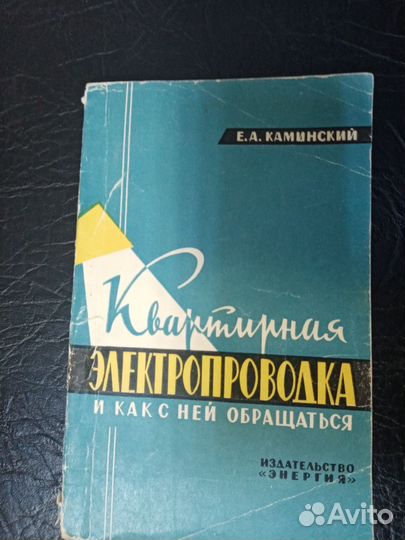 Е.А. КАМИНСКИЙ
Квартирная
ЭЛЕКТРОПРОВОДКА
И КАК С НЕЙ ОБРАЩАТЬСЯ
ИЗДАТЕЛЬСТВО
«ЭНЕРГИЯ»
Avito